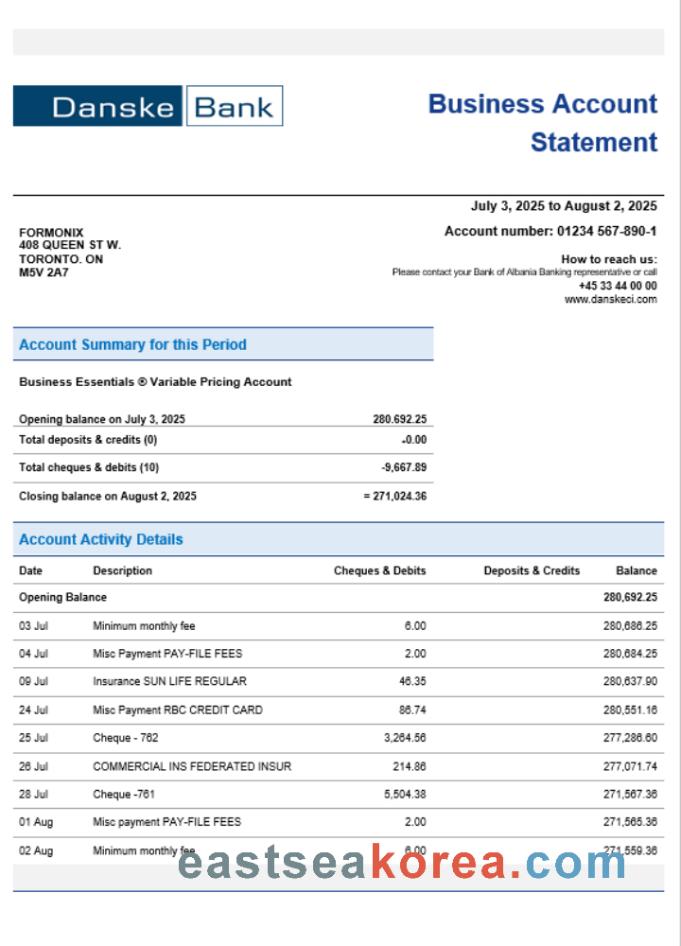 Danske Bank
Business Account
Statement
July 3, 2025 to August 2, 2025
FORMONIX
408 QUEEN ST W.
TORONTO. ON
M5V 2A7
Account number: 01234 567-890-1
How to reach us:
Please contact your Bank of Albania Banking representative or call
+45 33 44 00 00
www.danskeci.com
Account Summary for this Period
Business Essentials ® Variable Pricing Account
Opening balance on July 3, 2025 280.692.25
Total deposits & credits (0) -0.00
Total cheques & debits (10) -9,667.89
Closing balance on August 2, 2025 = 271,024.36
Account Activity Details
Date Description Cheques & Debits Deposits & Credits Balance
Opening Balance 280,692.25
03 Jul Minimum monthly fee 6.00 280,686.25
04 Jul Misc Payment PAY-FILE FEES 2.00 280,684.25
09 Jul Insurance SUN LIFE REGULAR 46.35 280,637.90
24 Jul Misc Payment RBC CREDIT CARD 86.74 280,551.16
25 Jul Cheque - 762 3,264.56 277,286.60
26 Jul COMMERCIAL INS FEDERATED INSUR 214.86 277,071.74
28 Jul Cheque -761 5,504.38 271,567.36
01 Aug Misc payment PAY-FILE FEES 2.00 271,565.36
02 Aug Minimum monthly fee 6.00 271,559.36
eastseakorea.com